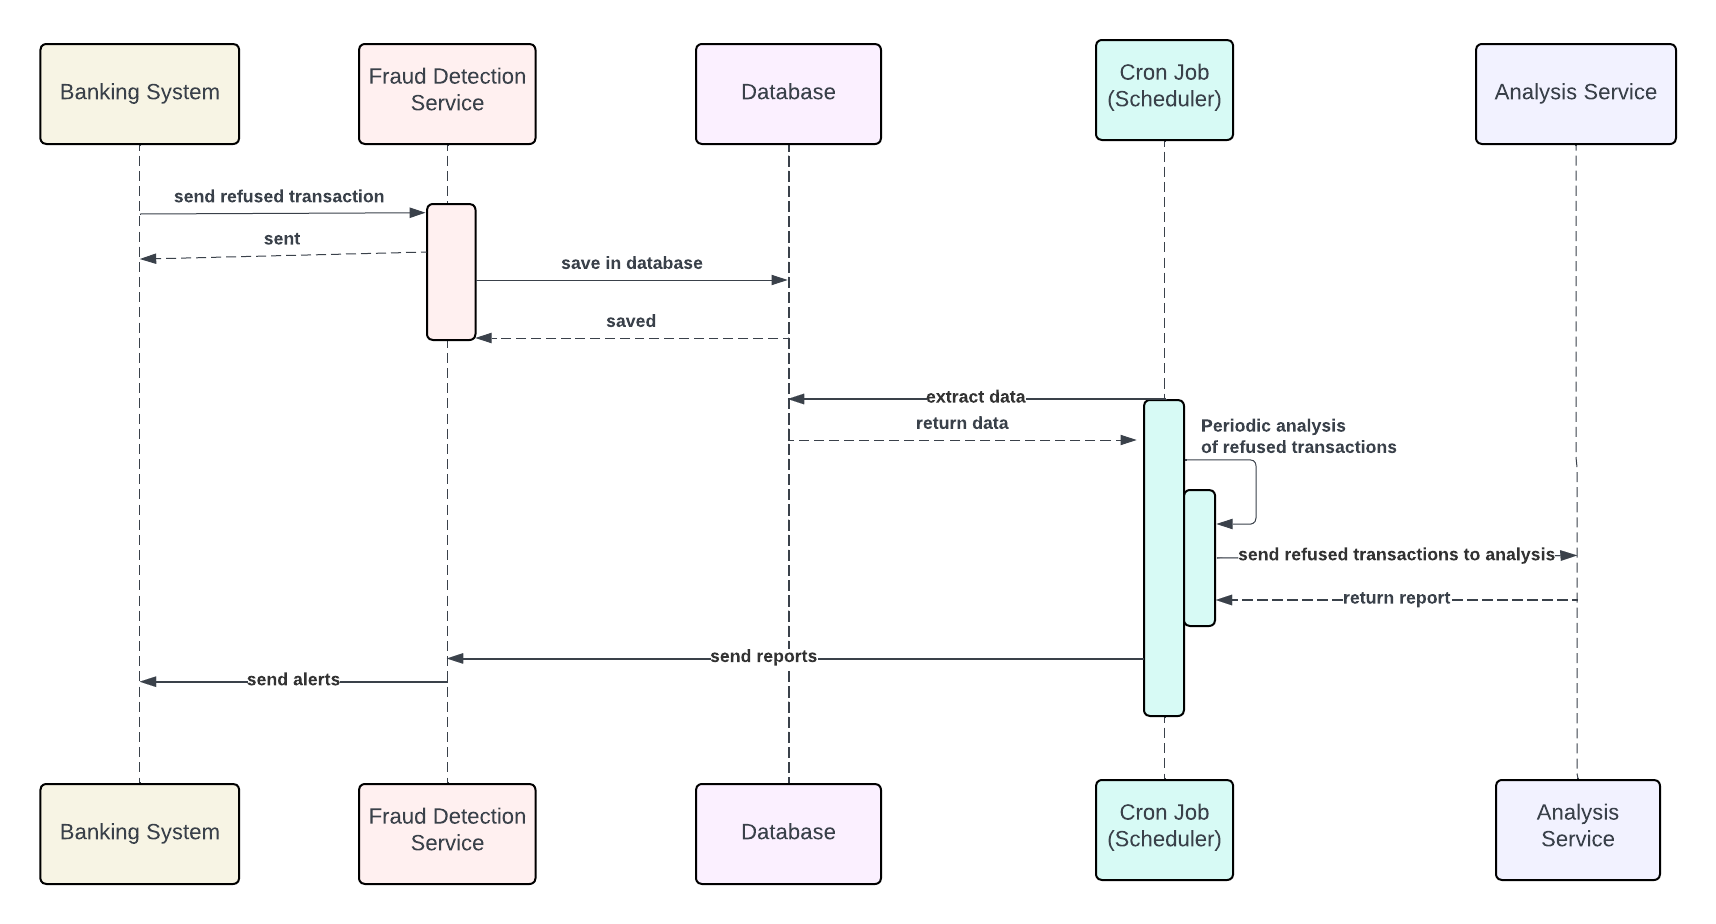 Banking System
Fraud Detection
Service
Database
Cron Job
(Scheduler)
Analysis Service
send refused transaction
sent
save in database
saved
extract data
return data
Periodic analysis
of refused transactions
send refused transactions to analysis
return report
send reports
send alerts
Banking System
Fraud Detection
Service
Database
Cron Job
(Scheduler)
Analysis
Service